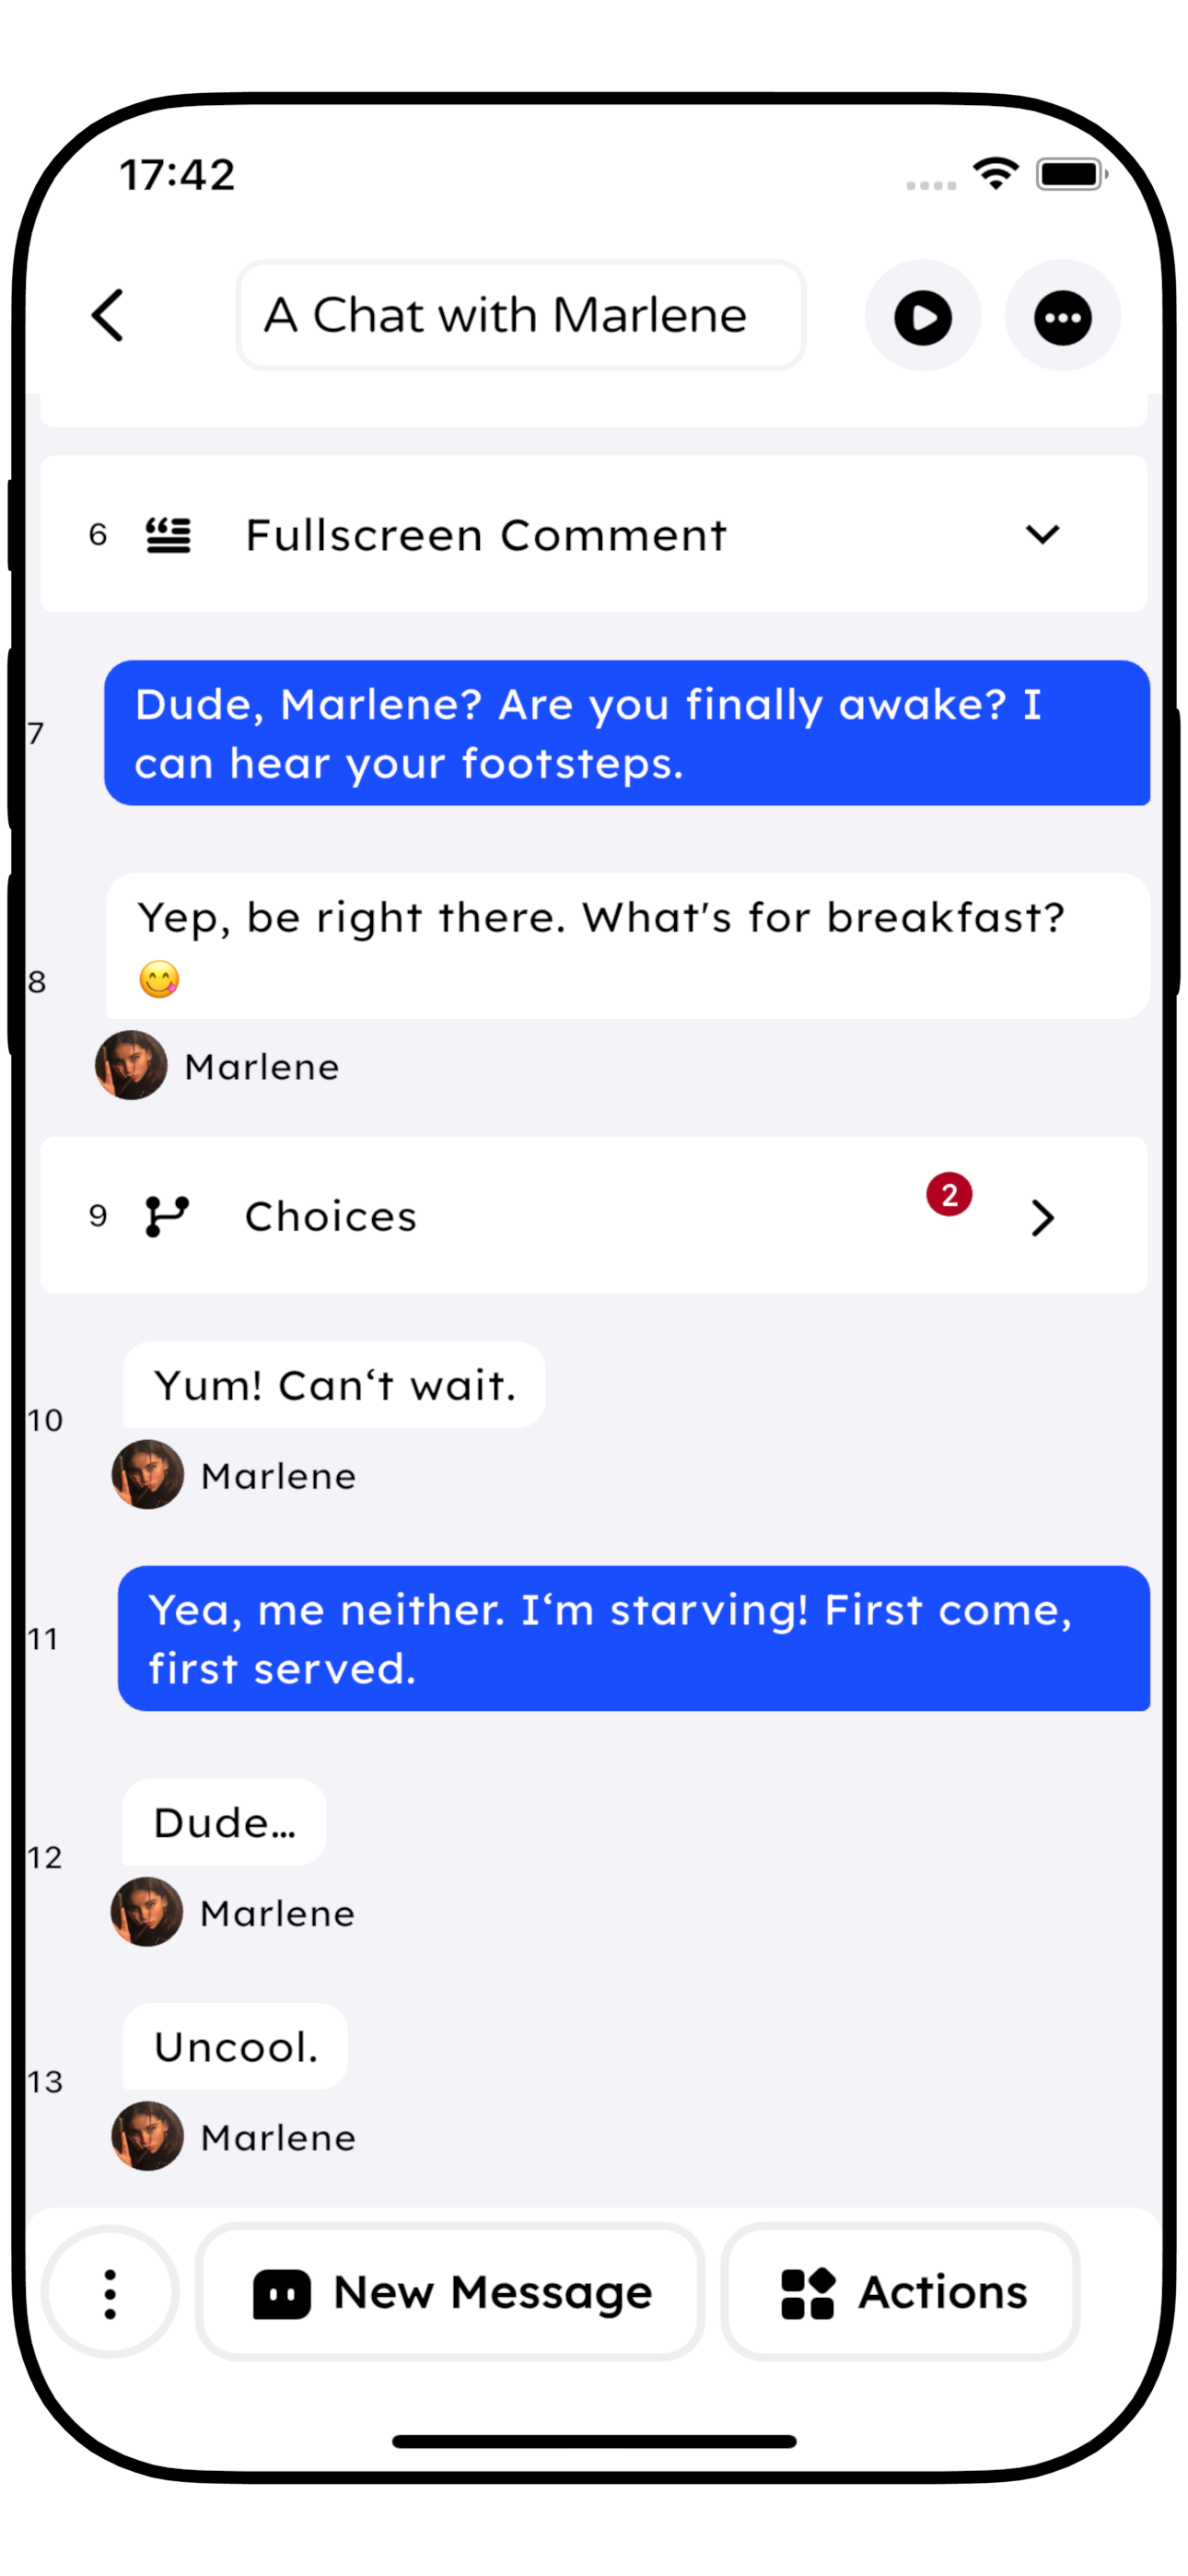 17:42
A Chat with Marlene
6 Fullscreen Comment
7 Dude, Marlene? Are you finally awake? I
can hear your footsteps.
Yep, be right there. What's for breakfast?
8 😋
Marlene
9 Choices 2
Yum! Can‘t wait.
10
Marlene
Yea, me neither. I‘m starving! First come,
11
first served.
Dude...
12
Marlene
Uncool.
13
Marlene
New Message Actions